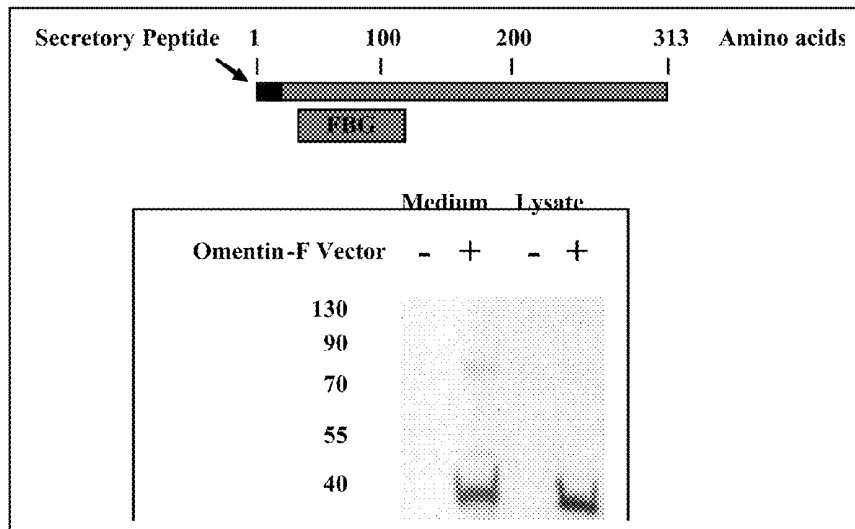 Secretory Peptide 1 100 200 313 Amino acids
FBG
Medium Lysate
Omentin-F Vector - + - +
130
90
70
55
40